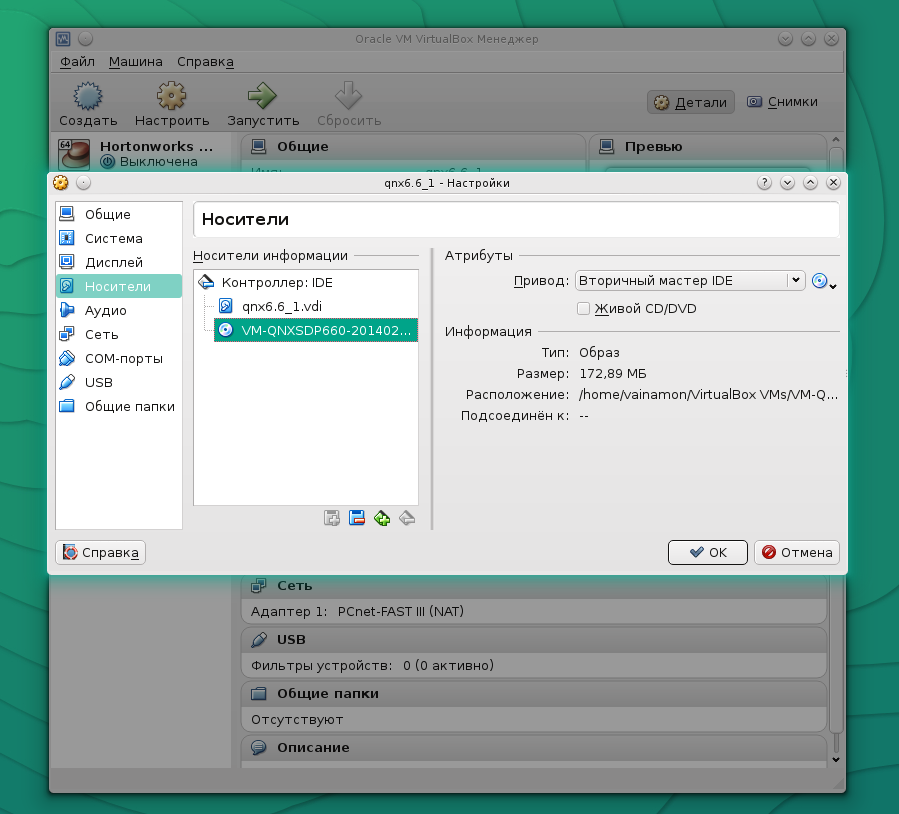 Oracle VM VirtualBox Менеджер
Файл Машина Справка
Создать Настроить Запустить Сбросить Детали Снимки
64 Hortonworks ...
Выключена
Общие
Превью
qnx6.6_1 - Настройки
Общие
Система
Дисплей
Носители
Аудио
Сеть
COM-порты
USB
Общие папки
Носители
Носители информации
Контроллер: IDE
qnx6.6_1.vdi
VM-QNXSDP660-201402...
Атрибуты
Привод: Вторичный мастер IDE
Живой CD/DVD
Информация
Тип: Образ
Размер: 172,89 МБ
Расположение: /home/vainamon/VirtualBox VMs/VM-Q...
Подсоединён к: --
Справка OK Отмена
Сеть
Адаптер 1: PCnet-FAST III (NAT)
USB
Фильтры устройств: 0 (0 активно)
Общие папки
Отсутствуют
Описание